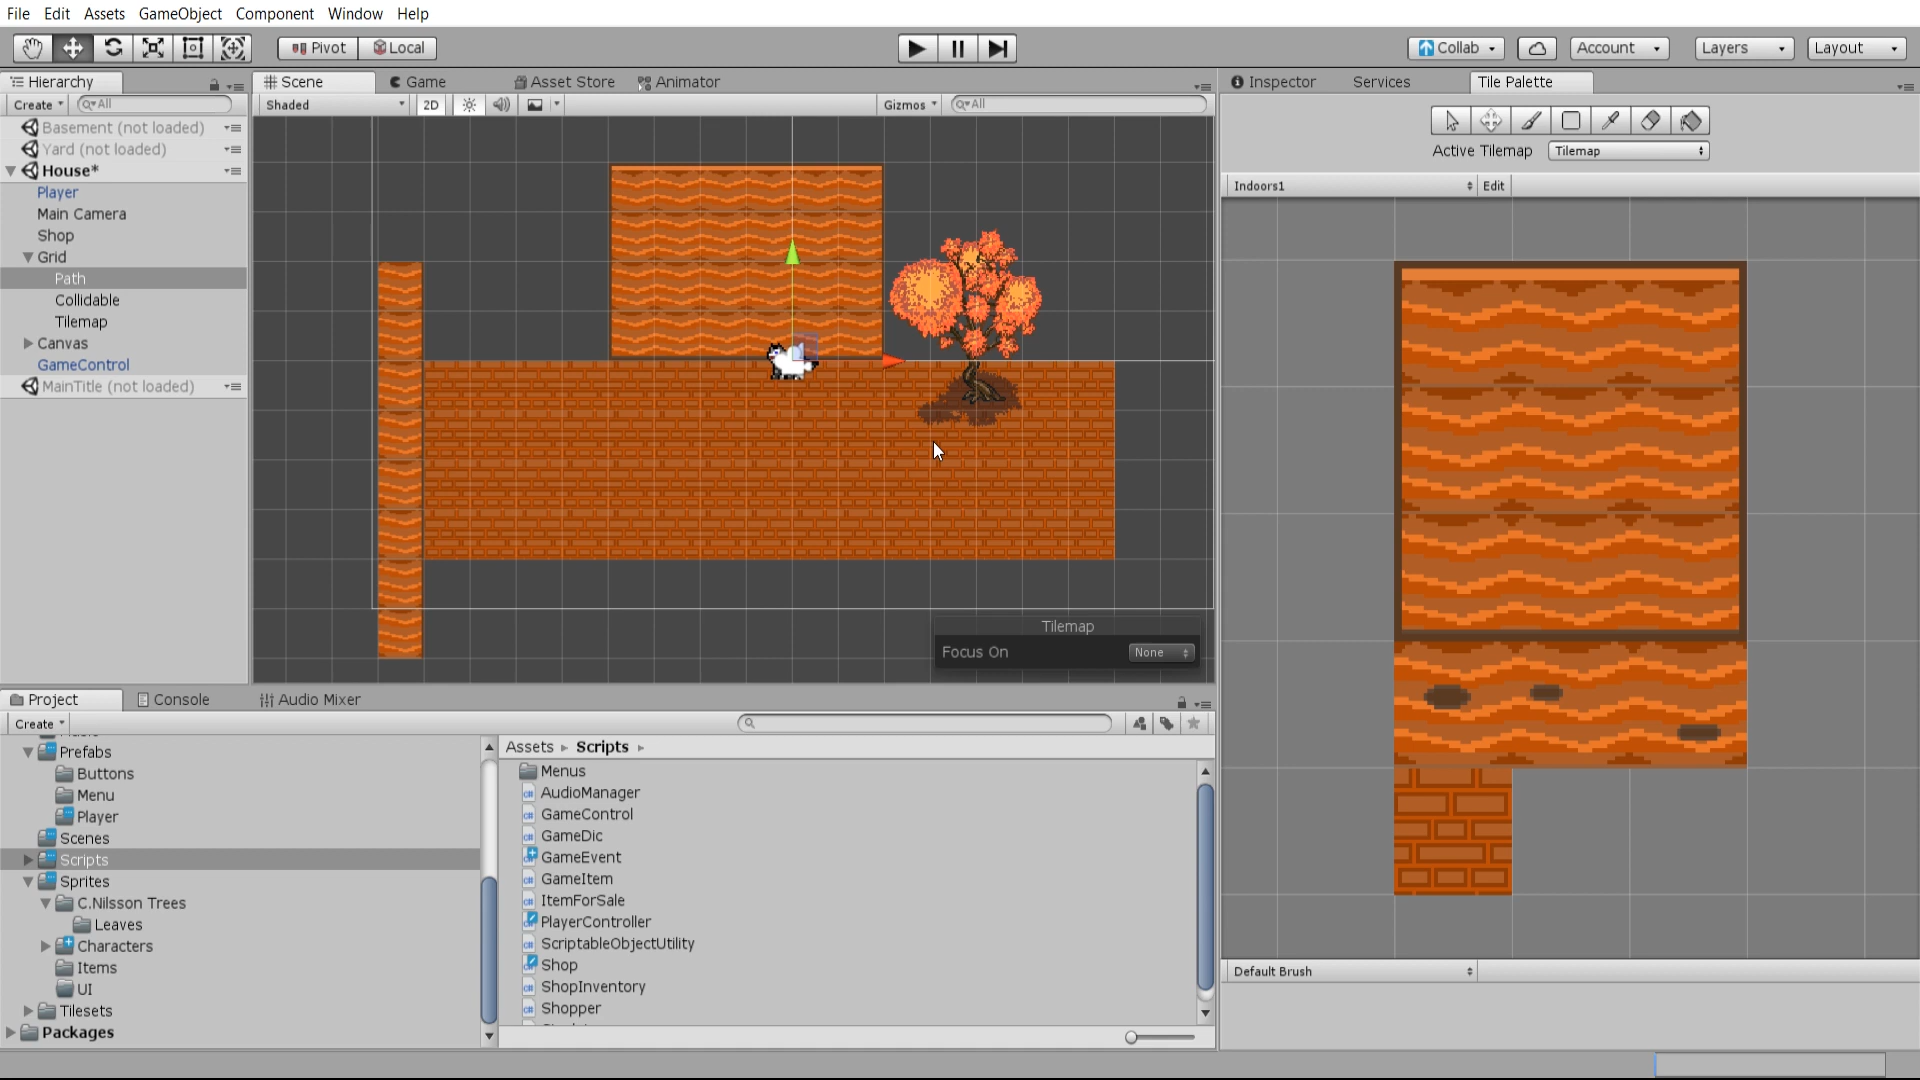 File Edit Assets GameObject Component Window Help
Pivot Local Collab Account Layers Layout
Hierarchy
Create All
Basement (not loaded)
Yard (not loaded)
House*
Player
Main Camera
Shop
Grid
Path
Collidable
Tilemap
Canvas
GameControl
MainTitle (not loaded)
Scene Game Asset Store Animator
Shaded 2D Gizmos All
Tilemap
Focus On None
Inspector Services Tile Palette
Active Tilemap Tilemap
Indoors1 Edit
Default Brush
Project Console Audio Mixer
Create
Prefabs
Buttons
Menu
Player
Scenes
Scripts
Sprites
C.Nilsson Trees
Leaves
Characters
Items
UI
Tilesets
Packages
Assets Scripts
Menus
AudioManager
GameControl
GameDic
GameEvent
GameItem
ItemForSale
PlayerController
ScriptableObjectUtility
Shop
ShopInventory
Shopper